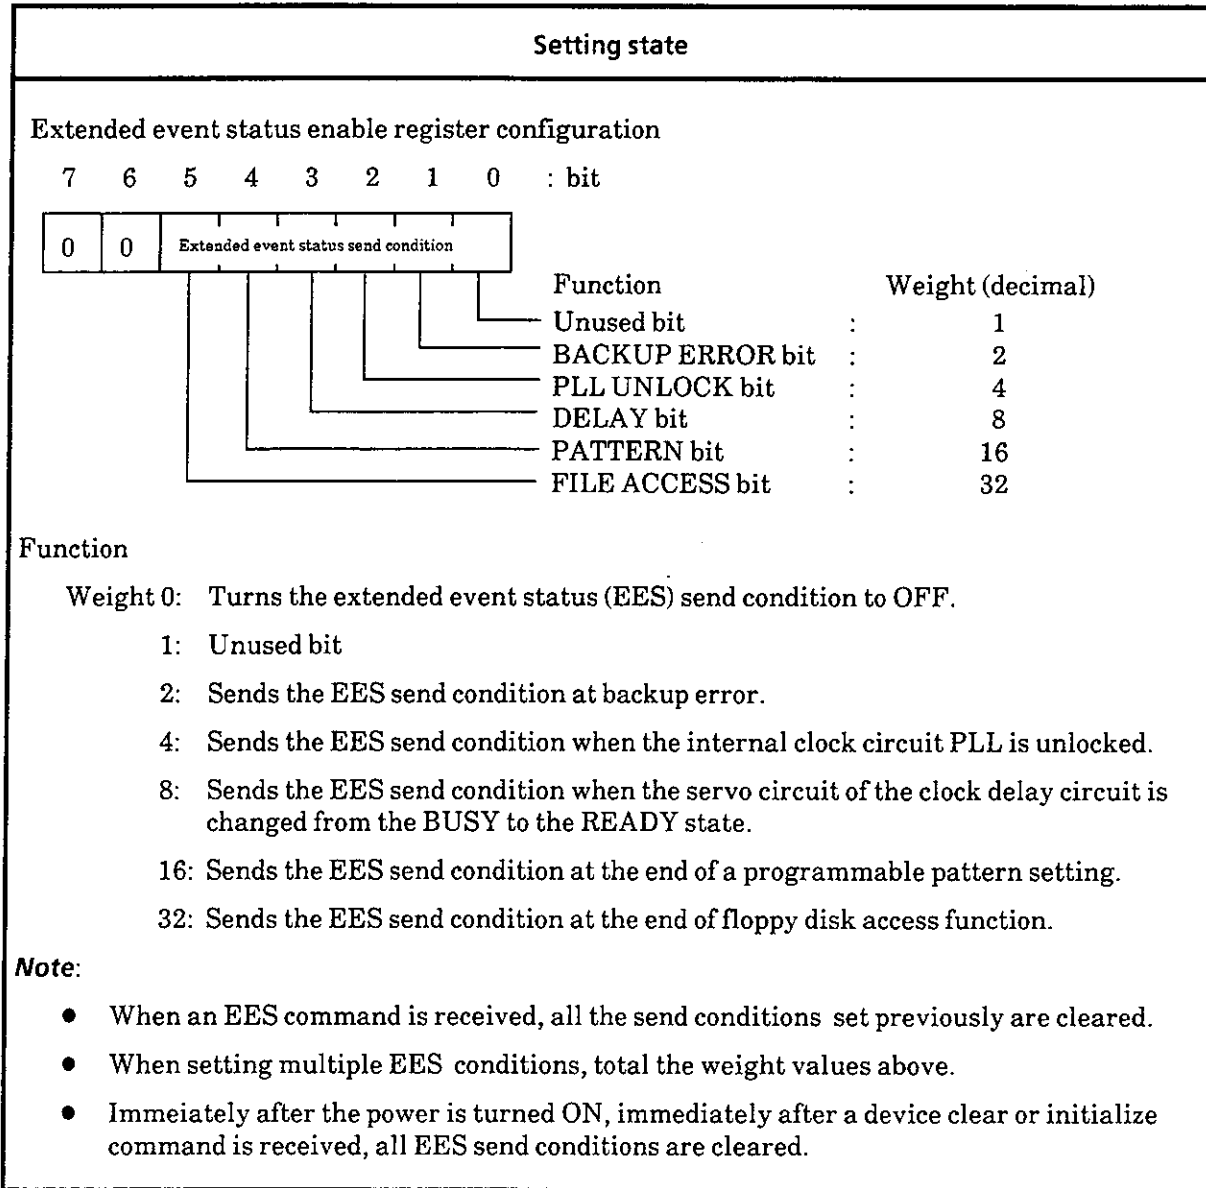 Setting state
Extended event status enable register configuration
7 6 5 4 3 2 1 0 : bit
0 0 Extended event status send condition
Function Weight (decimal)
Unused bit : 1
BACKUP ERROR bit : 2
PLL UNLOCK bit : 4
DELAY bit : 8
PATTERN bit : 16
FILE ACCESS bit : 32
Function
Weight 0: Turns the extended event status (EES) send condition to OFF.
1: Unused bit
2: Sends the EES send condition at backup error.
4: Sends the EES send condition when the internal clock circuit PLL is unlocked.
8: Sends the EES send condition when the servo circuit of the clock delay circuit is
changed from the BUSY to the READY state.
16: Sends the EES send condition at the end of a programmable pattern setting.
32: Sends the EES send condition at the end of floppy disk access function.
Note:
● When an EES command is received, all the send conditions set previously are cleared.
● When setting multiple EES conditions, total the weight values above.
● Immeiately after the power is turned ON, immediately after a device clear or initialize
command is received, all EES send conditions are cleared.